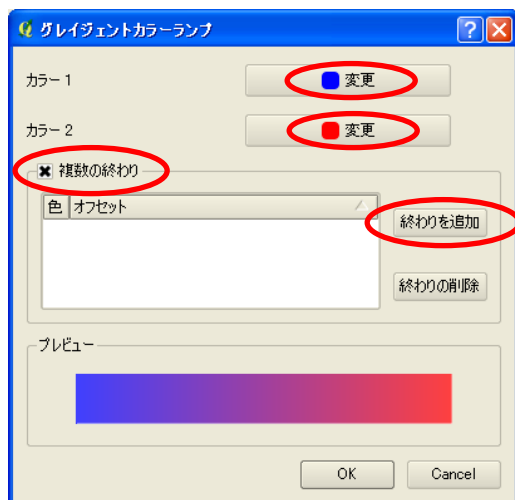 グレイジェントカラーランプ
カラー 1 変更
カラー 2 変更
複数の終わり
色 オフセット
終わりを追加
終わりの削除
プレビュー
OK Cancel